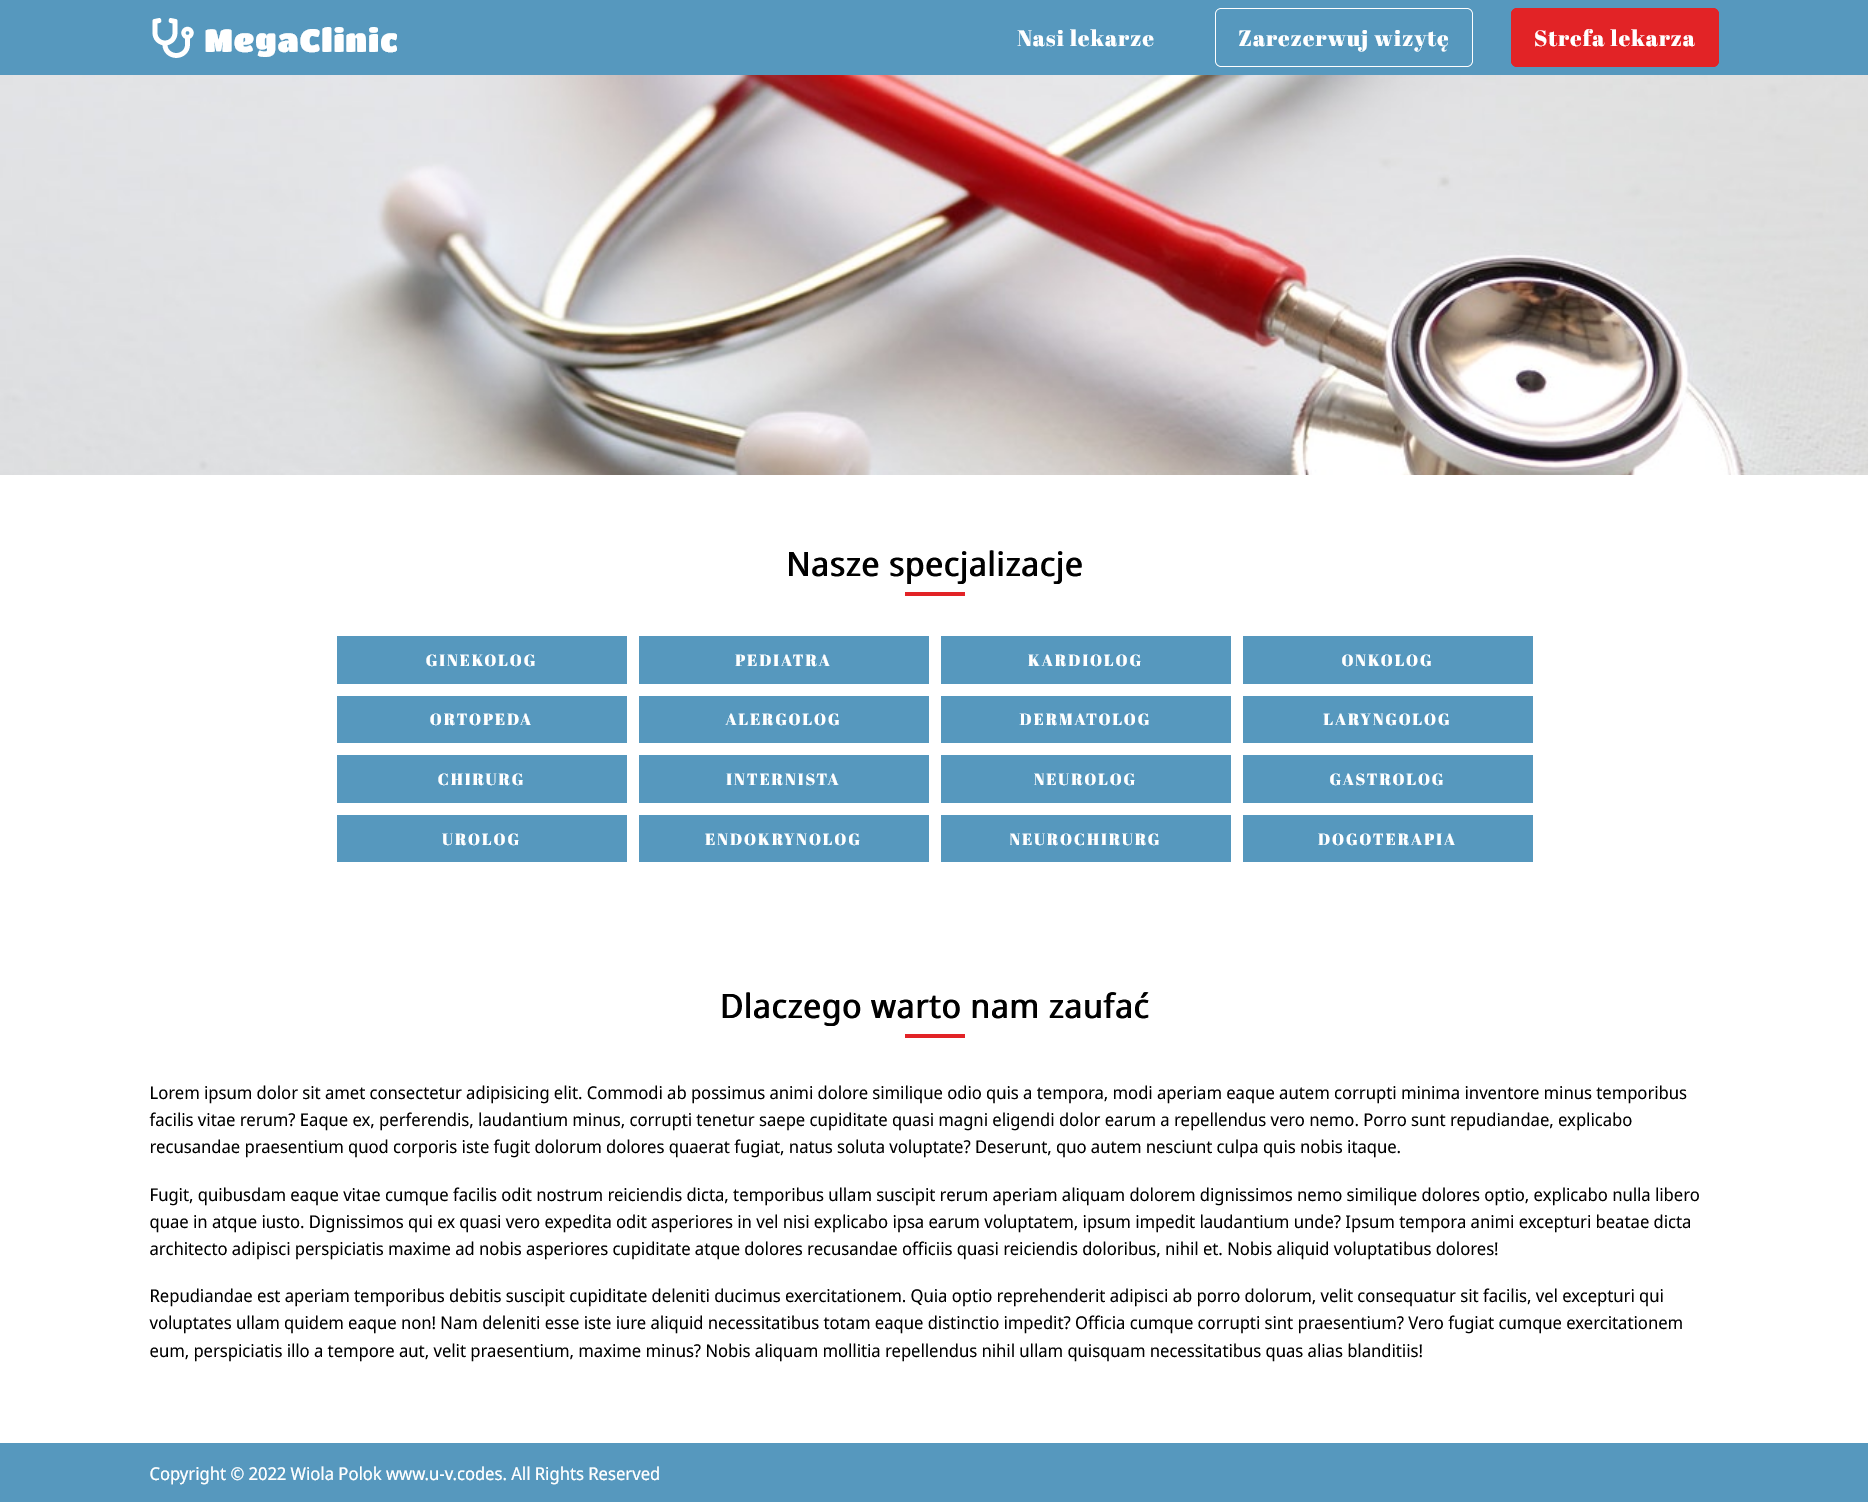 MegaClinic
Nasi lekarze
Zarezerwuj wizytę
Strefa lekarza
Nasze specjalizacje
GINEKOLOG
PEDIATRA
KARDIOLOG
ONKOLOG
ORTOPEDA
ALERGOLOG
DERMATOLOG
LARYNGOLOG
CHIRURG
INTERNISTA
NEUROLOG
GASTROLOG
UROLOG
ENDOKRYNOLOG
NEUROCHIRURG
DOGOTERAPIA
Dlaczego warto nam zaufać
Lorem ipsum dolor sit amet consectetur adipisicing elit. Commodi ab possimus animi dolore similique odio quis a tempora, modi aperiam eaque autem corrupti minima inventore minus temporibus
facilis vitae rerum? Eaque ex, perferendis, laudantium minus, corrupti tenetur saepe cupiditate quasi magni eligendi dolor earum a repellendus vero nemo. Porro sunt repudiandae, explicabo
recusandae praesentium quod corporis iste fugit dolorum dolores quaerat fugiat, natus soluta voluptate? Deserunt, quo autem nesciunt culpa quis nobis itaque.
Fugit, quibusdam eaque vitae cumque facilis odit nostrum reiciendis dicta, temporibus ullam suscipit rerum aperiam aliquam dolorem dignissimos nemo similique dolores optio, explicabo nulla libero
quae in atque iusto. Dignissimos qui ex quasi vero expedita odit asperiores in vel nisi explicabo ipsa earum voluptatem, ipsum impedit laudantium unde? Ipsum tempora animi excepturi beatae dicta
architecto adipisci perspiciatis maxime ad nobis asperiores cupiditate atque dolores recusandae officiis quasi reiciendis doloribus, nihil et. Nobis aliquid voluptatibus dolores!
Repudiandae est aperiam temporibus debitis suscipit cupiditate deleniti ducimus exercitationem. Quia optio reprehenderit adipisci ab porro dolorum, velit consequatur sit facilis, vel excepturi qui
voluptates ullam quidem eaque non! Nam deleniti esse iste iure aliquid necessitatibus totam eaque distinctio impedit? Officia cumque corrupti sint praesentium? Vero fugiat cumque exercitationem
eum, perspiciatis illo a tempore aut, velit praesentium, maxime minus? Nobis aliquam mollitia repellendus nihil ullam quisquam necessitatibus quas alias blanditiis!
Copyright © 2022 Wiola Polok www.u-v.codes. All Rights Reserved